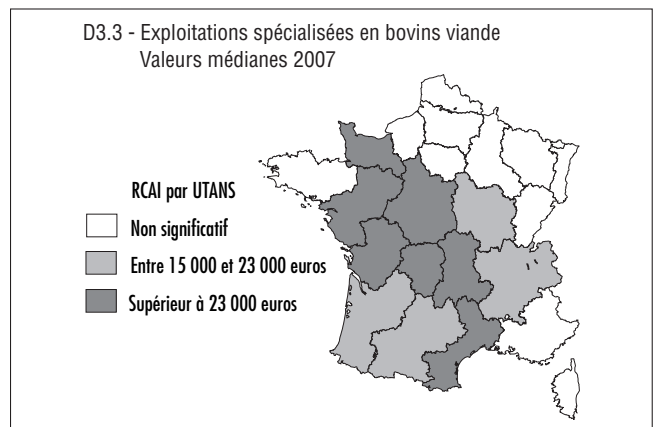 D3.3 - Exploitations spécialisées en bovins viande
Valeurs médianes 2007
RCAI par UTANS
Non significatif
Entre 15 000 et 23 000 euros
Supérieur à 23 000 euros